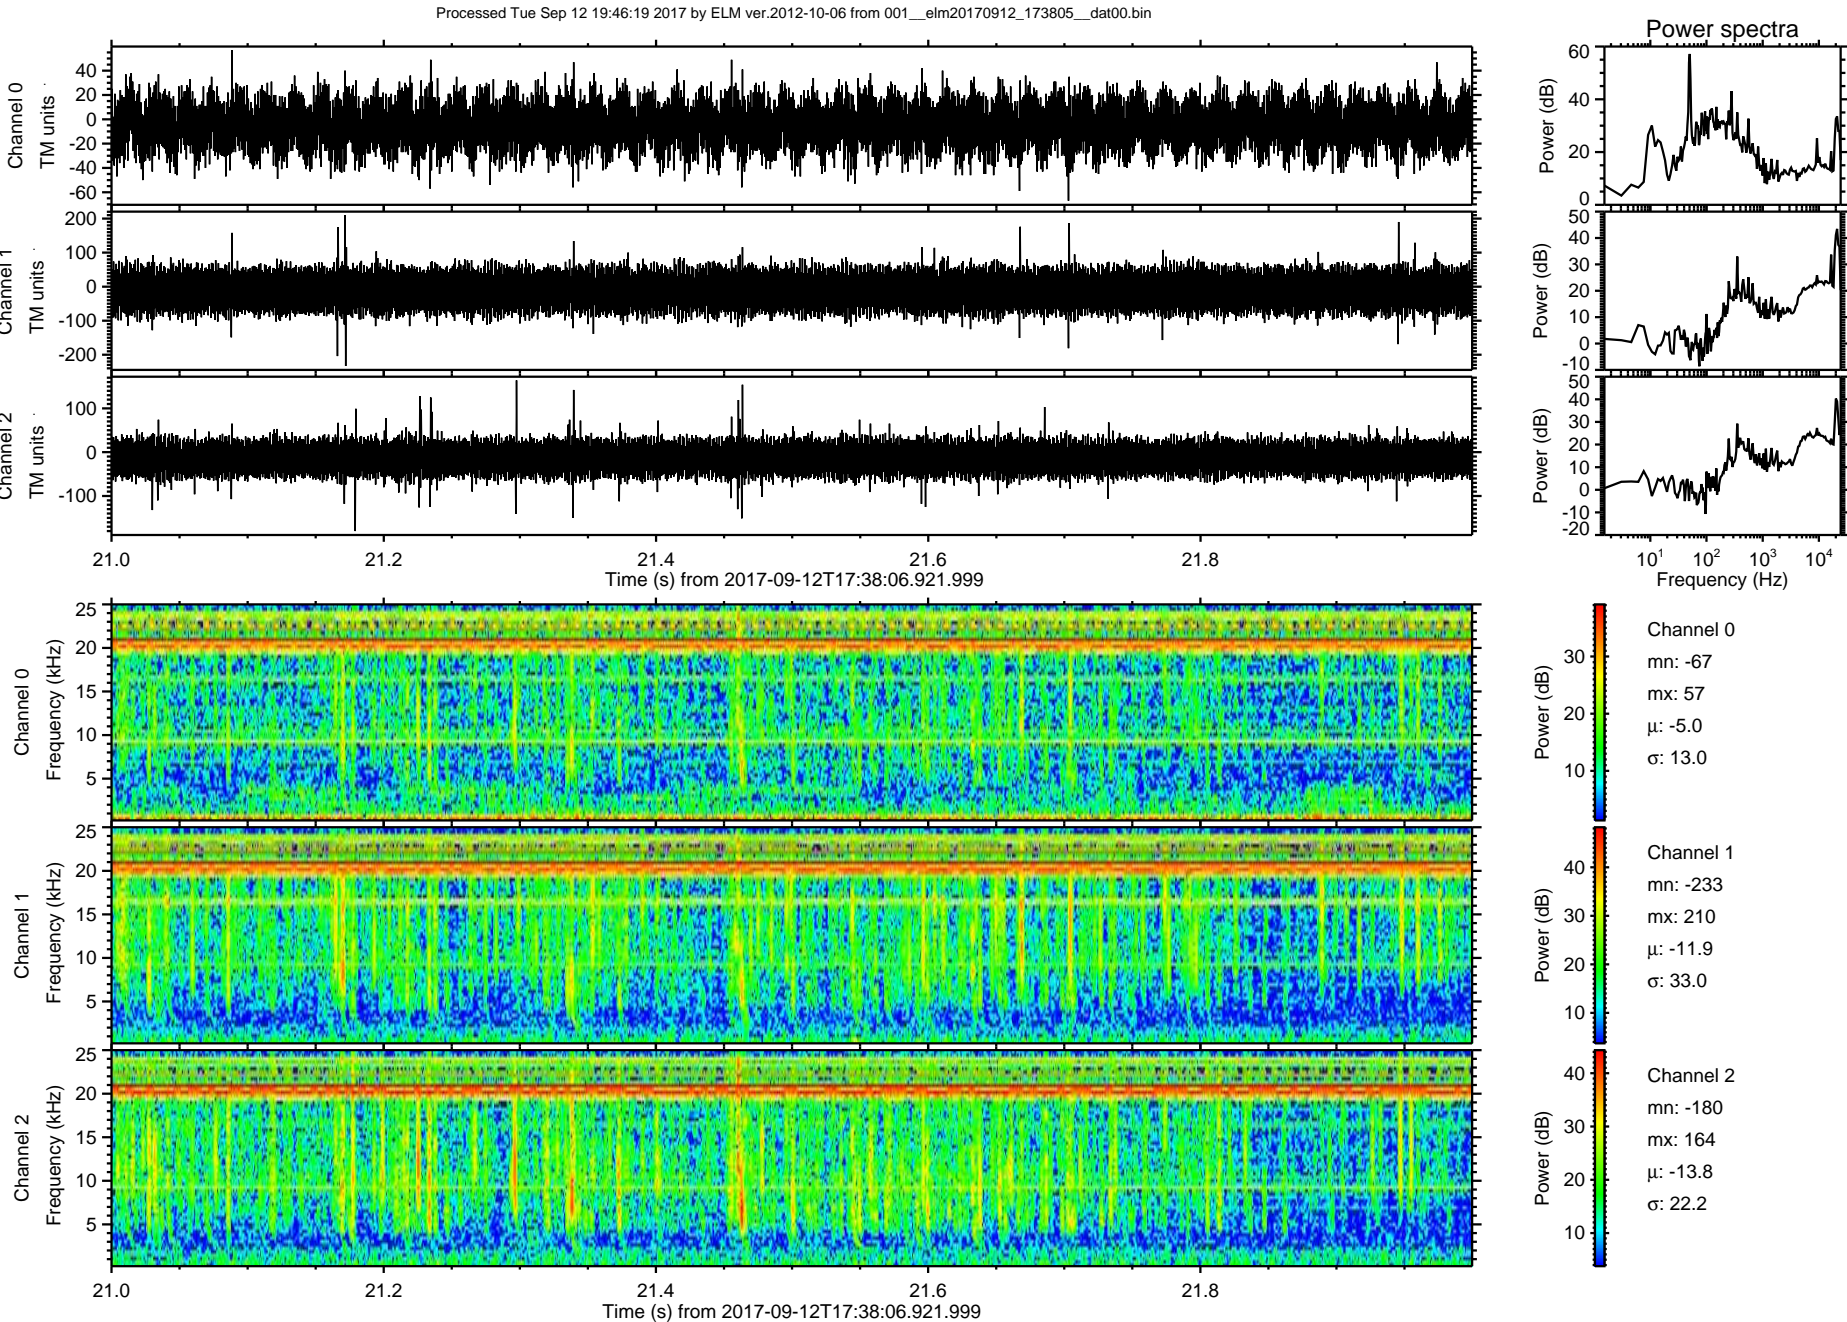 Processed Tue Sep 12 19:46:19 2017 by ELM ver.2012-10-06 from 001__elm20170912_173805__dat00.bin
Power spectra
Channel 0
TM units
40
20
0
-20
-40
-60
Power (dB)
60
40
20
0
Channel 1
TM units
200
100
0
-100
-200
Power (dB)
50
40
30
20
10
0
-10
Channel 2
TM units
100
0
-100
Power (dB)
50
40
30
20
10
0
-10
-20
21.0 21.2 21.4 21.6 21.8
Time (s) from 2017-09-12T17:38:06.921.999
10^1 10^2 10^3 10^4
Frequency (Hz)
Channel 0
Frequency (kHz)
25
20
15
10
5
Power (dB)
30
20
10
Channel 0
mn: -67
mx: 57
μ: -5.0
σ: 13.0
Channel 1
Frequency (kHz)
25
20
15
10
5
Power (dB)
40
30
20
10
Channel 1
mn: -233
mx: 210
μ: -11.9
σ: 33.0
Channel 2
Frequency (kHz)
25
20
15
10
5
Power (dB)
40
30
20
10
Channel 2
mn: -180
mx: 164
μ: -13.8
σ: 22.2
21.0 21.2 21.4 21.6 21.8
Time (s) from 2017-09-12T17:38:06.921.999